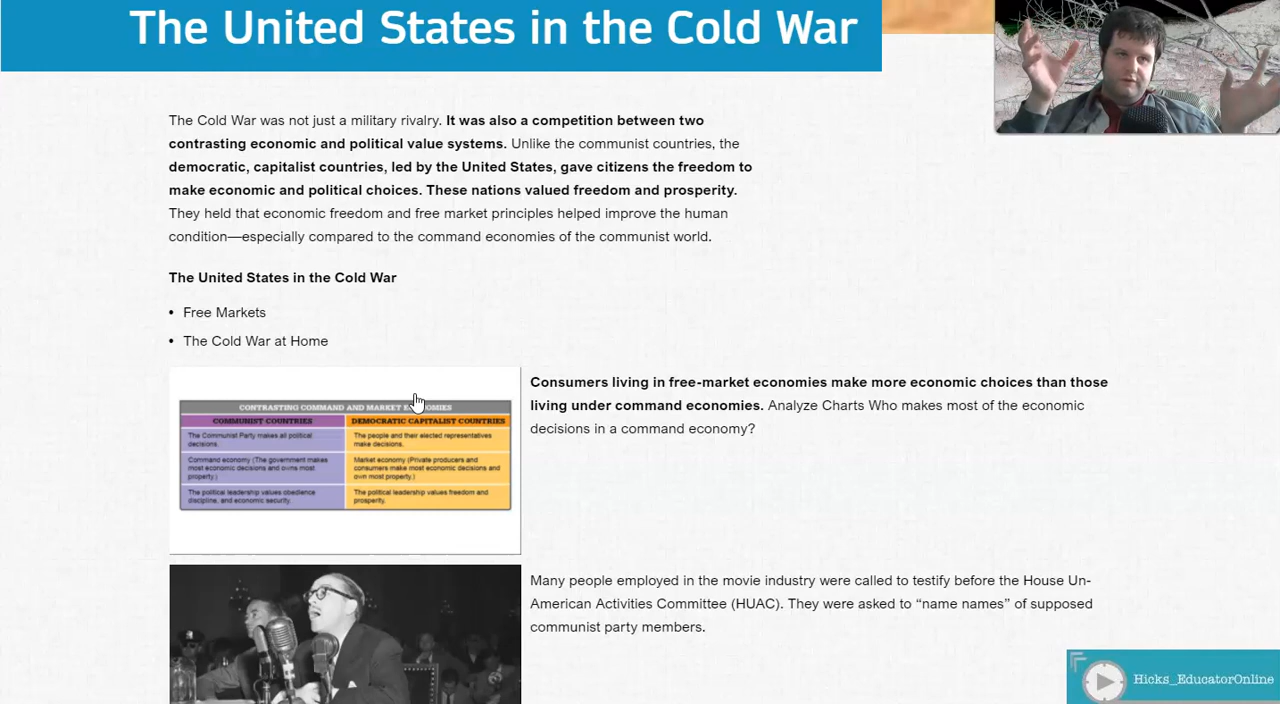 The United States in the Cold War
The Cold War was not just a military rivalry. It was also a competition between two
contrasting economic and political value systems. Unlike the communist countries, the
democratic, capitalist countries, led by the United States, gave citizens the freedom to
make economic and political choices. These nations valued freedom and prosperity.
They held that economic freedom and free market principles helped improve the human
condition—especially compared to the command economies of the communist world.
The United States in the Cold War
• Free Markets
• The Cold War at Home
CONTRASTING COMMAND AND MARKET
COMMUNIST COUNTRIES
DEMOCRATIC CAPITALIST COUNTRIES
The Communist Party makes all political
decisions.
The people and their elected representatives
make decisions.
Command economy (The government makes
most economic decisions and owns most
property.)
Market economy (Private producers and
consumers make most economic decisions and
own most property.)
The political leadership values obedience
discipline, and economic security.
The political leadership values freedom and
prosperity.
Consumers living in free-market economies make more economic choices than those
living under command economies. Analyze Charts Who makes most of the economic
decisions in a command economy?
Many people employed in the movie industry were called to testify before the House Un-
American Activities Committee (HUAC). They were asked to “name names” of supposed
communist party members.
Hicks_EducatorOnline